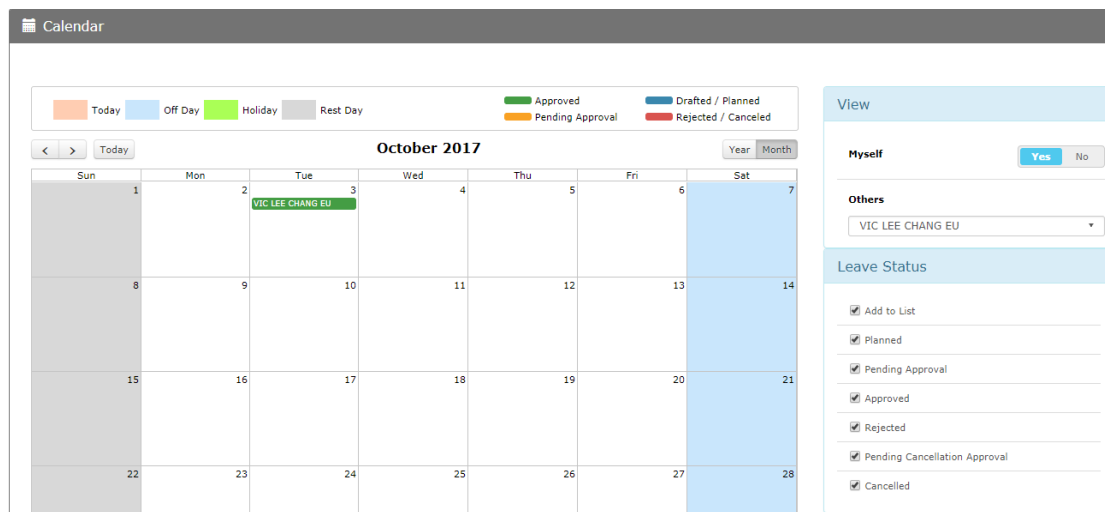 Calendar
Today Off Day Holiday Rest Day
Approved Drafted / Planned
Pending Approval Rejected / Canceled
< > Today October 2017 Year Month
Sun Mon Tue Wed Thu Fri Sat
1 2 3 4 5 6 7
VIC LEE CHANG EU
8 9 10 11 12 13 14
15 16 17 18 19 20 21
22 23 24 25 26 27 28
View
Myself Yes No
Others
VIC LEE CHANG EU
Leave Status
Add to List
Planned
Pending Approval
Approved
Rejected
Pending Cancellation Approval
Cancelled